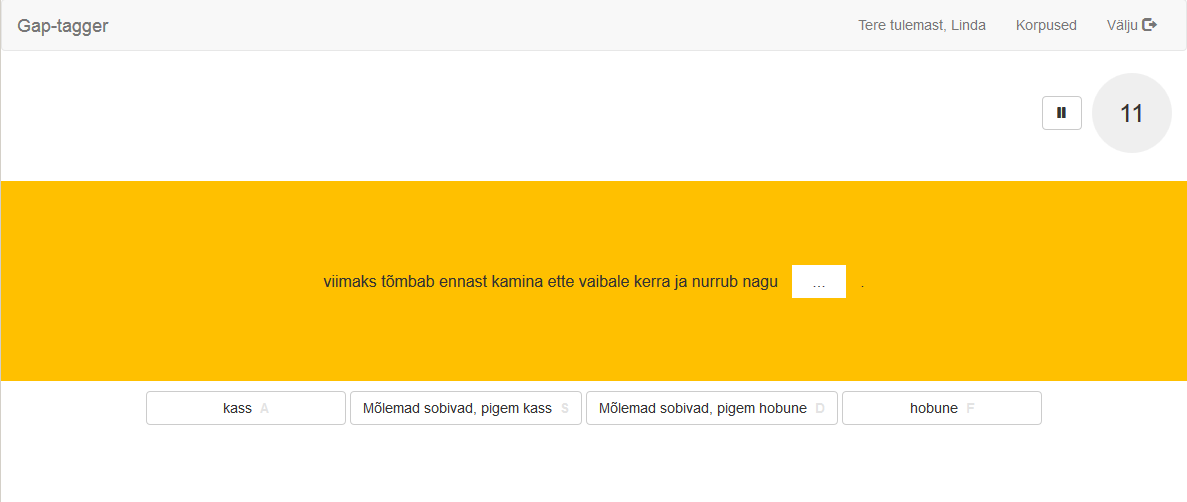 Gap-tagger Tere tulemast, Linda Korpused Välju
11
viimaks tõmbab ennast kamina ette vaibale kerra ja nurrub nagu ... .
kass A Mõlemad sobivad, pigem kass S Mõlemad sobivad, pigem hobune D hobune F